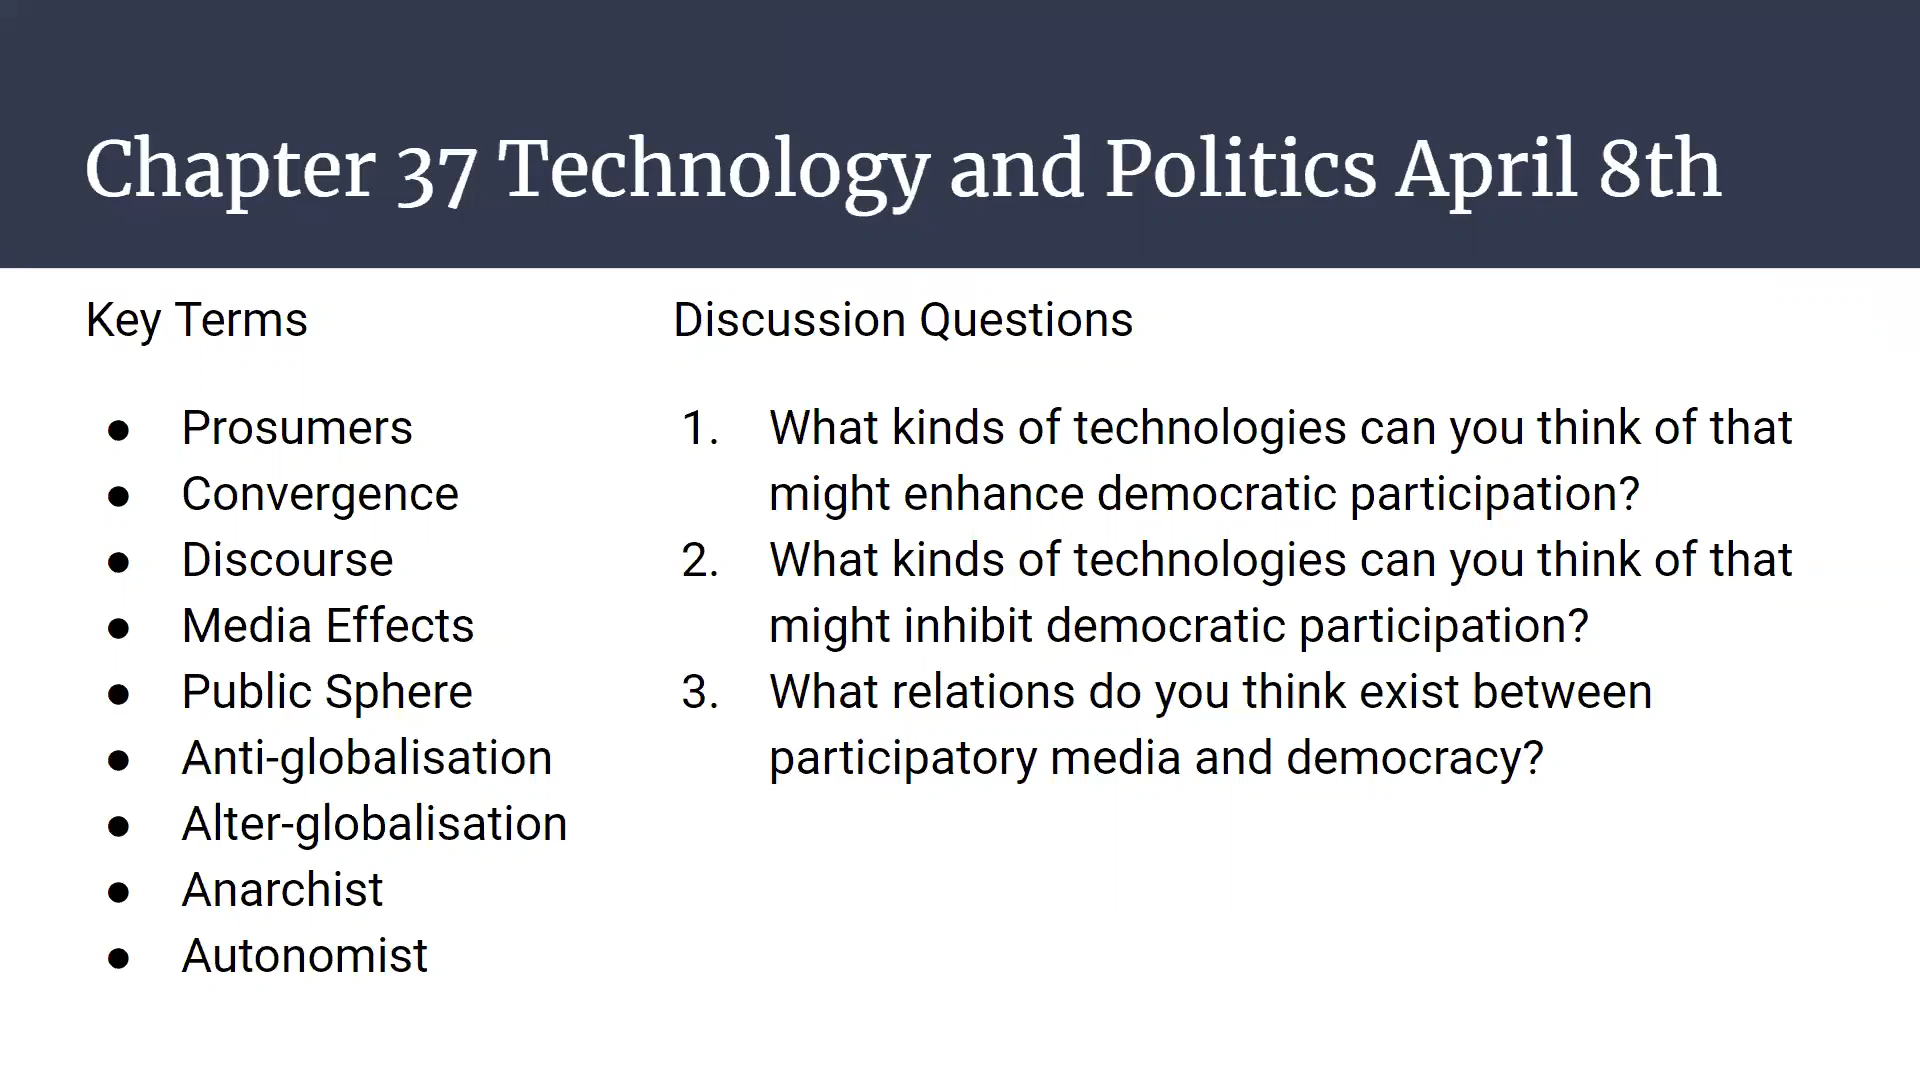 Chapter 37 Technology and Politics April 8th
Key Terms
● Prosumers
● Convergence
● Discourse
● Media Effects
● Public Sphere
● Anti-globalisation
● Alter-globalisation
● Anarchist
● Autonomist
Discussion Questions
1. What kinds of technologies can you think of that
might enhance democratic participation?
2. What kinds of technologies can you think of that
might inhibit democratic participation?
3. What relations do you think exist between
participatory media and democracy?